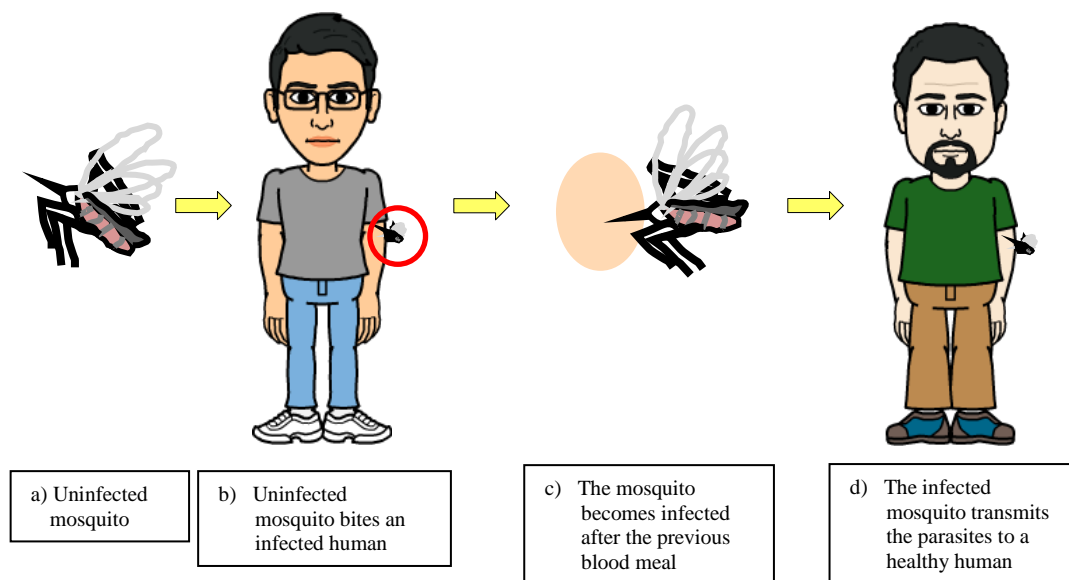 a) Uninfected
mosquito
b) Uninfected
mosquito bites an
infected human
c) The mosquito
becomes infected
after the previous
blood meal
d) The infected
mosquito transmits
the parasites to a
healthy human